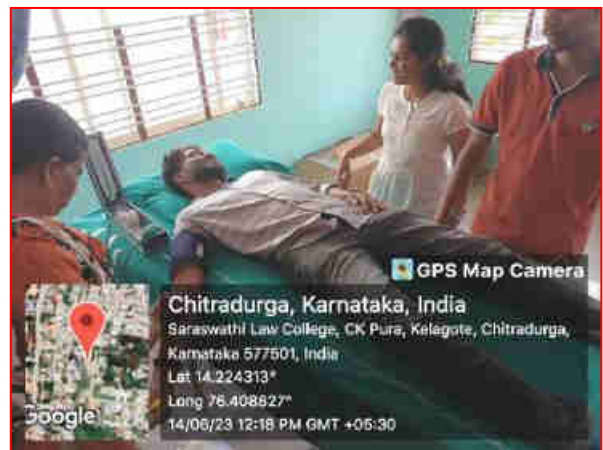 GPS Map Camera
Chitradurga, Karnataka, India
Saraswathi Law College, CK Pura, Kelagote, Chitradurga,
Karnataka 577501, India
Lat 14.224313°
Long 76.408827°
14/06/23 12:18 PM GMT +05:30
Google